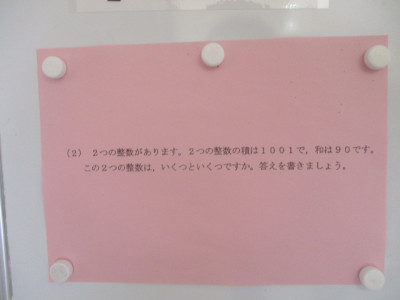 (2) 2つの整数があります。2つの整数の積は1001で，和は90です。
この2つの整数は，いくつといくつですか。答えを書きましょう。